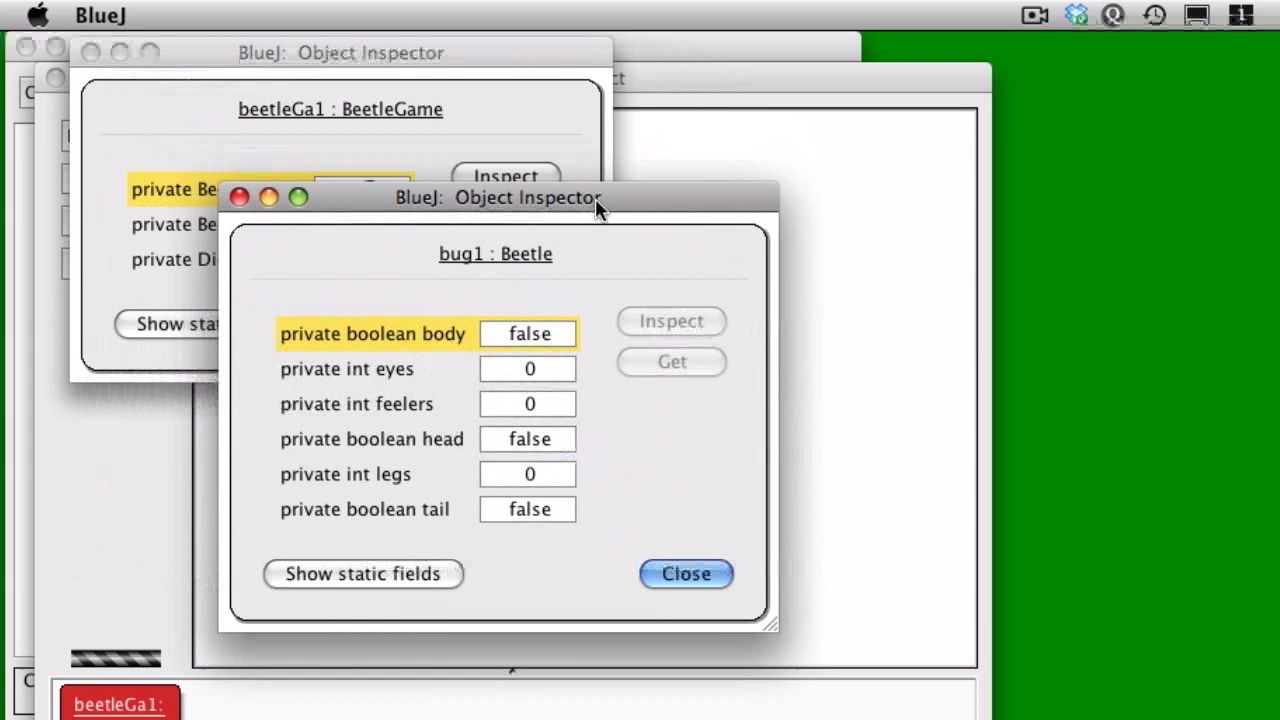 BlueJ
BlueJ: Object Inspector
ct
beetleGa1 : BeetleGame
Inspect
private Be
private Be
private Di
Show stat
BlueJ: Object Inspector
bug1 : Beetle
private boolean body false
Inspect
private int eyes 0
Get
private int feelers 0
private boolean head false
private int legs 0
private boolean tail false
Show static fields
Close
C
C
beetleGa1: